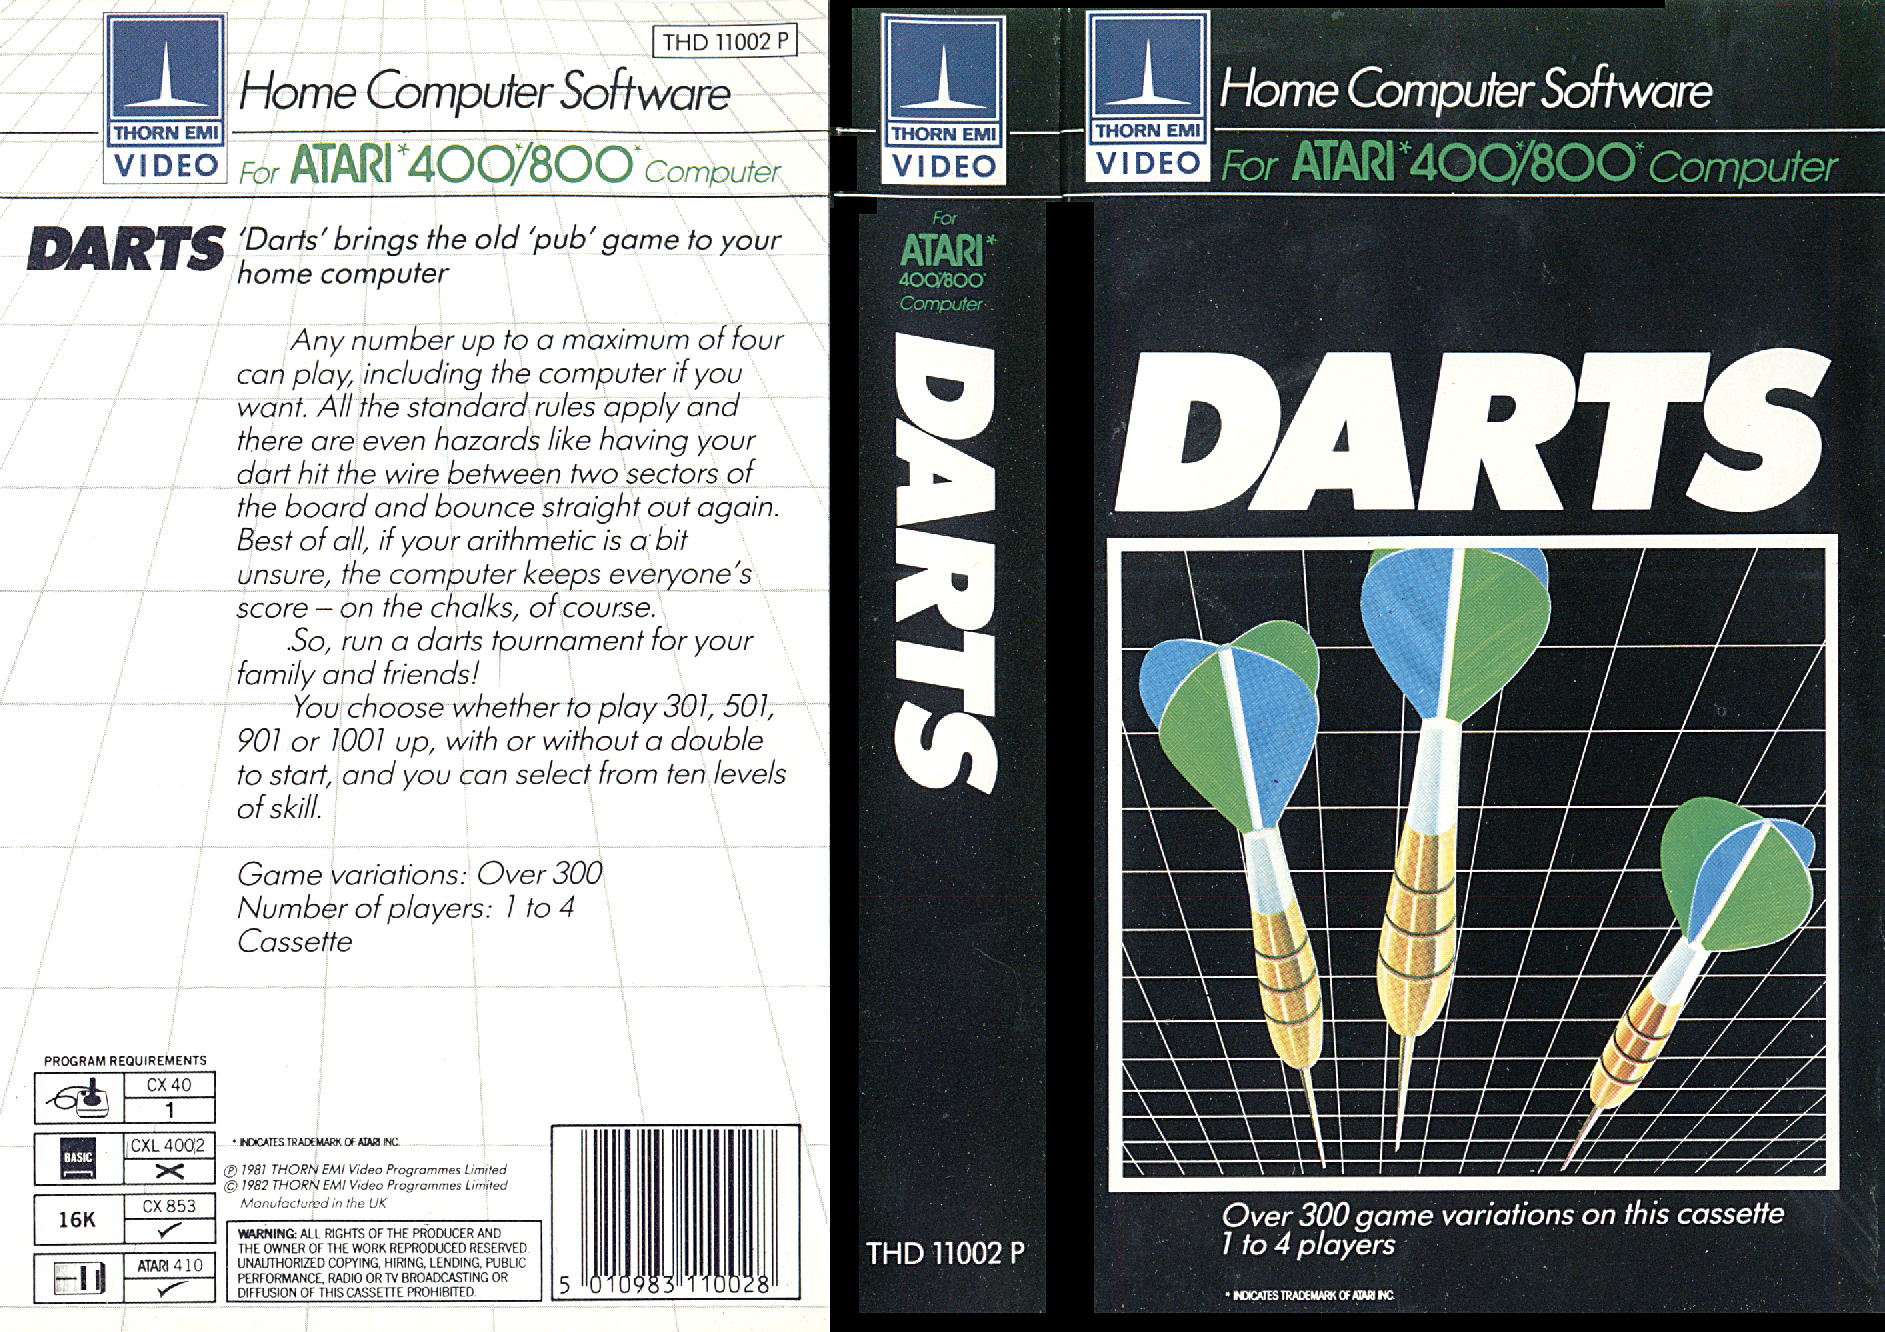 THD 11002 P
Home Computer Software
THORN EMI
VIDEO
For ATARI* 400*/800* Computer
DARTS
'Darts' brings the old 'pub' game to your
home computer
Any number up to a maximum of four
can play, including the computer if you
want. All the standard rules apply and
there are even hazards like having your
dart hit the wire between two sectors of
the board and bounce straight out again.
Best of all, if your arithmetic is a bit
unsure, the computer keeps everyone's
score – on the chalks, of course.
So, run a darts tournament for your
family and friends!
You choose whether to play 301, 501,
901 or 1001 up, with or without a double
to start, and you can select from ten levels
of skill.
Game variations: Over 300
Number of players: 1 to 4
Cassette
PROGRAM REQUIREMENTS
CX 40
1
BASIC
CXL 4002
16K
CX 853
ATARI 410
* INDICATES TRADEMARK OF ATARI INC.
℗ 1981 THORN EMI Video Programmes Limited
© 1982 THORN EMI Video Programmes Limited
Manufactured in the UK
WARNING: ALL RIGHTS OF THE PRODUCER AND
THE OWNER OF THE WORK REPRODUCED RESERVED.
UNAUTHORIZED COPYING, HIRING, LENDING, PUBLIC
PERFORMANCE, RADIO OR TV BROADCASTING OR
DIFFUSION OF THIS CASSETTE PROHIBITED.
5 010983 110028
THORN EMI
VIDEO
For
ATARI*
400*/800*
Computer
DARTS
THD 11002 P
THORN EMI
VIDEO
Home Computer Software
For ATARI* 400*/800* Computer
DARTS
Over 300 game variations on this cassette
1 to 4 players
* INDICATES TRADEMARK OF ATARI INC.